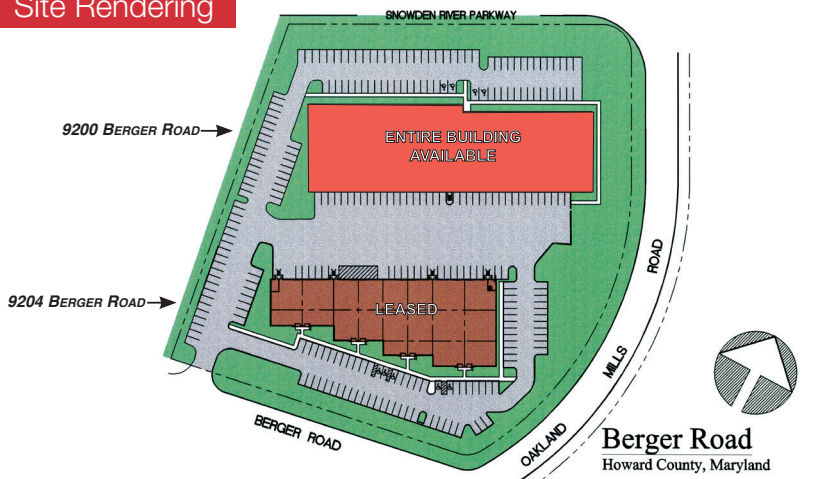 Site Rendering
SNOWDEN RIVER PARKWAY
9200 BERGER ROAD
ENTIRE BUILDING
AVAILABLE
9204 BERGER ROAD
LEASED
BERGER ROAD
OAKLAND MILLS ROAD
Berger Road
Howard County, Maryland